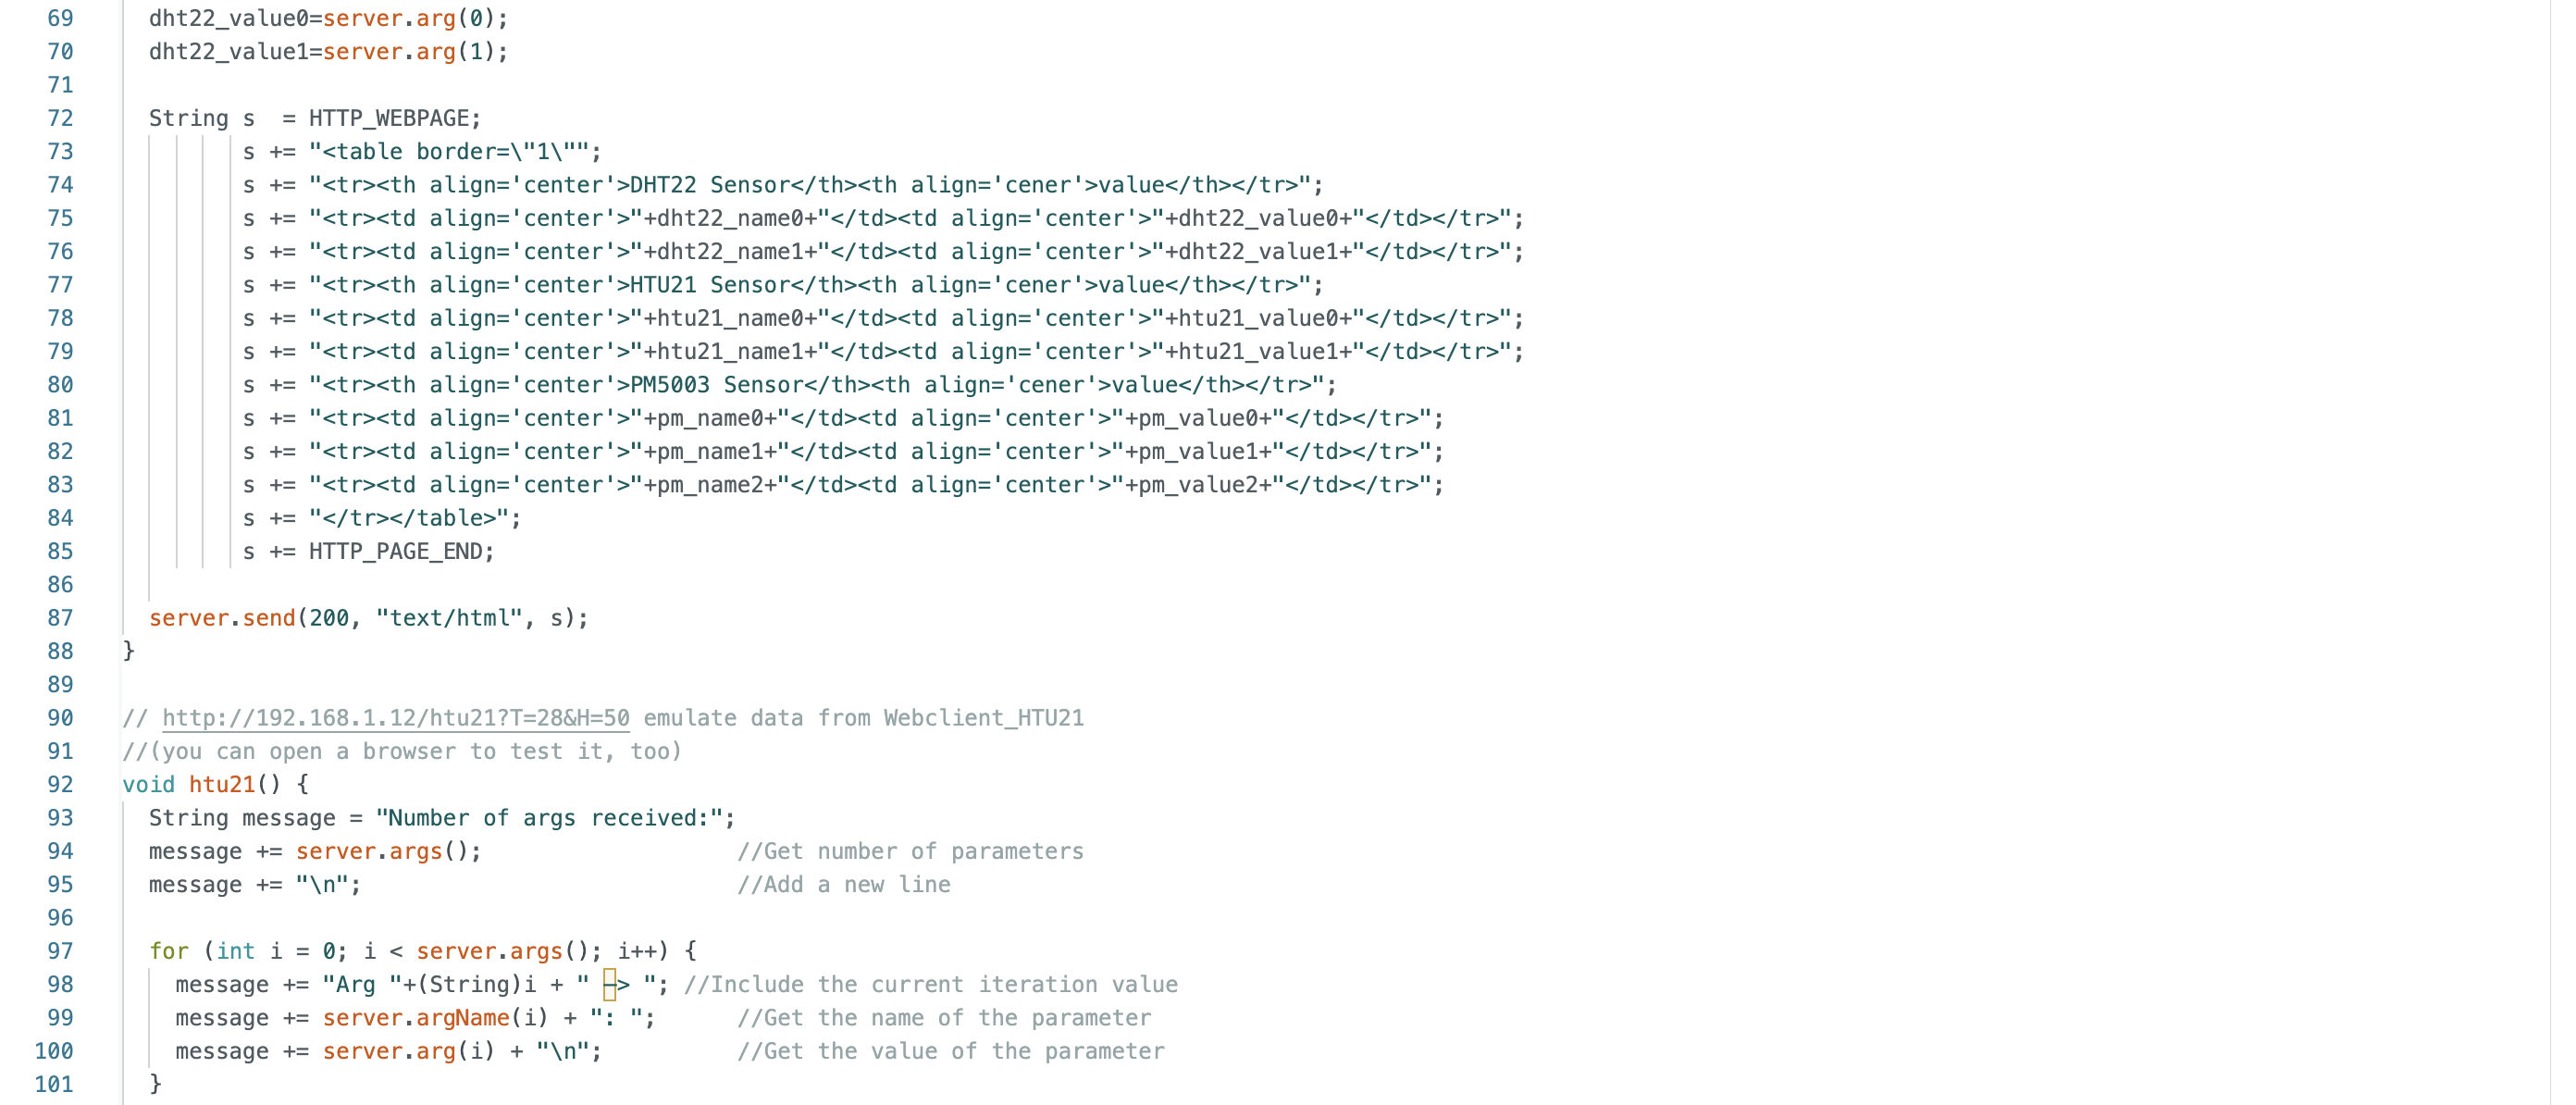 69 dht22_value0=server.arg(0);
70 dht22_value1=server.arg(1);
71
72 String s  = HTTP_WEBPAGE;
73 s += "<table border=\"1\"";
74 s += "<tr><th align='center'>DHT22 Sensor</th><th align='cener'>value</th></tr>";
75 s += "<tr><td align='center'>"+dht22_name0+"</td><td align='center'>"+dht22_value0+"</td></tr>";
76 s += "<tr><td align='center'>"+dht22_name1+"</td><td align='center'>"+dht22_value1+"</td></tr>";
77 s += "<tr><th align='center'>HTU21 Sensor</th><th align='cener'>value</th></tr>";
78 s += "<tr><td align='center'>"+htu21_name0+"</td><td align='center'>"+htu21_value0+"</td></tr>";
79 s += "<tr><td align='center'>"+htu21_name1+"</td><td align='center'>"+htu21_value1+"</td></tr>";
80 s += "<tr><th align='center'>PM5003 Sensor</th><th align='cener'>value</th></tr>";
81 s += "<tr><td align='center'>"+pm_name0+"</td><td align='center'>"+pm_value0+"</td></tr>";
82 s += "<tr><td align='center'>"+pm_name1+"</td><td align='center'>"+pm_value1+"</td></tr>";
83 s += "<tr><td align='center'>"+pm_name2+"</td><td align='center'>"+pm_value2+"</td></tr>";
84 s += "</tr></table>";
85 s += HTTP_PAGE_END;
86
87 server.send(200, "text/html", s);
88 }
89
90 // http://192.168.1.12/htu21?T=28&H=50 emulate data from Webclient_HTU21
91 //(you can open a browser to test it, too)
92 void htu21() {
93 String message = "Number of args received:";
94 message += server.args(); //Get number of parameters
95 message += "\n"; //Add a new line
96
97 for (int i = 0; i < server.args(); i++) {
98 message += "Arg "+(String)i + " –> "; //Include the current iteration value
99 message += server.argName(i) + ": "; //Get the name of the parameter
100 message += server.arg(i) + "\n"; //Get the value of the parameter
101 }